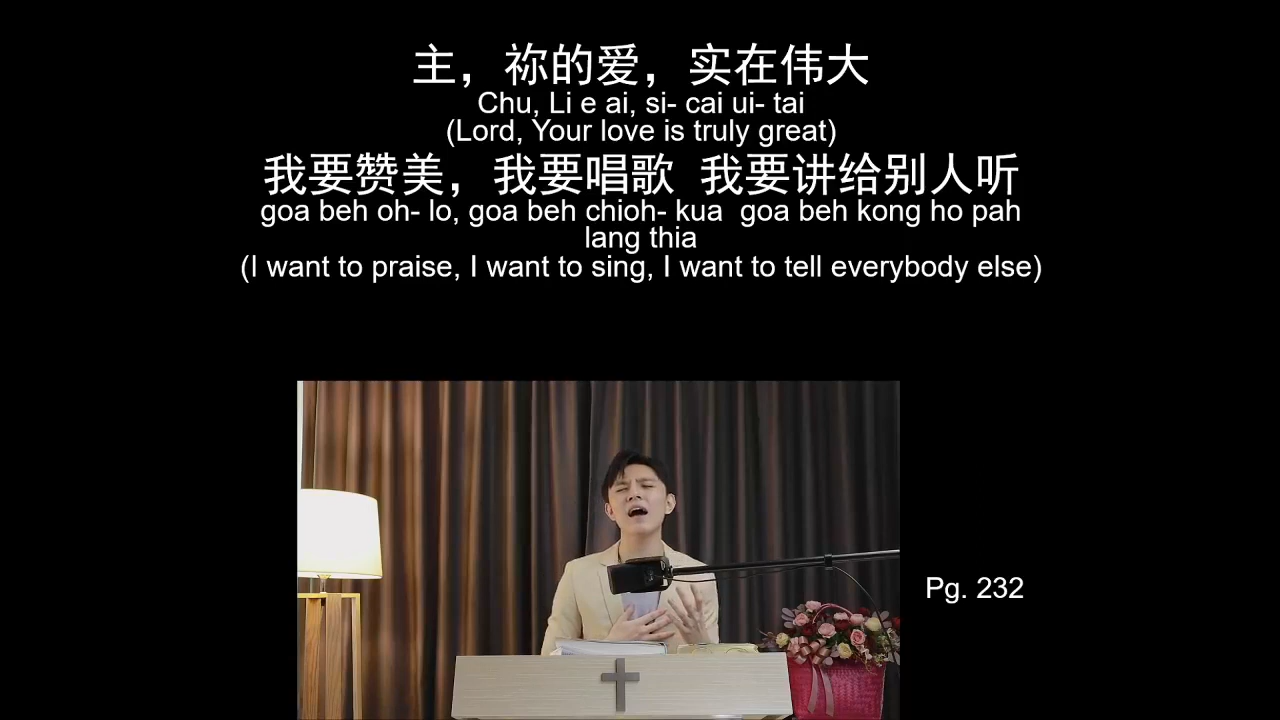 主，祢的爱，实在伟大
Chu, Li e ai, si- cai ui- tai
(Lord, Your love is truly great)
我要赞美，我要唱歌 我要讲给别人听
goa beh oh- lo, goa beh chioh- kua  goa beh kong ho pah
lang thia
(I want to praise, I want to sing, I want to tell everybody else)
Pg. 232